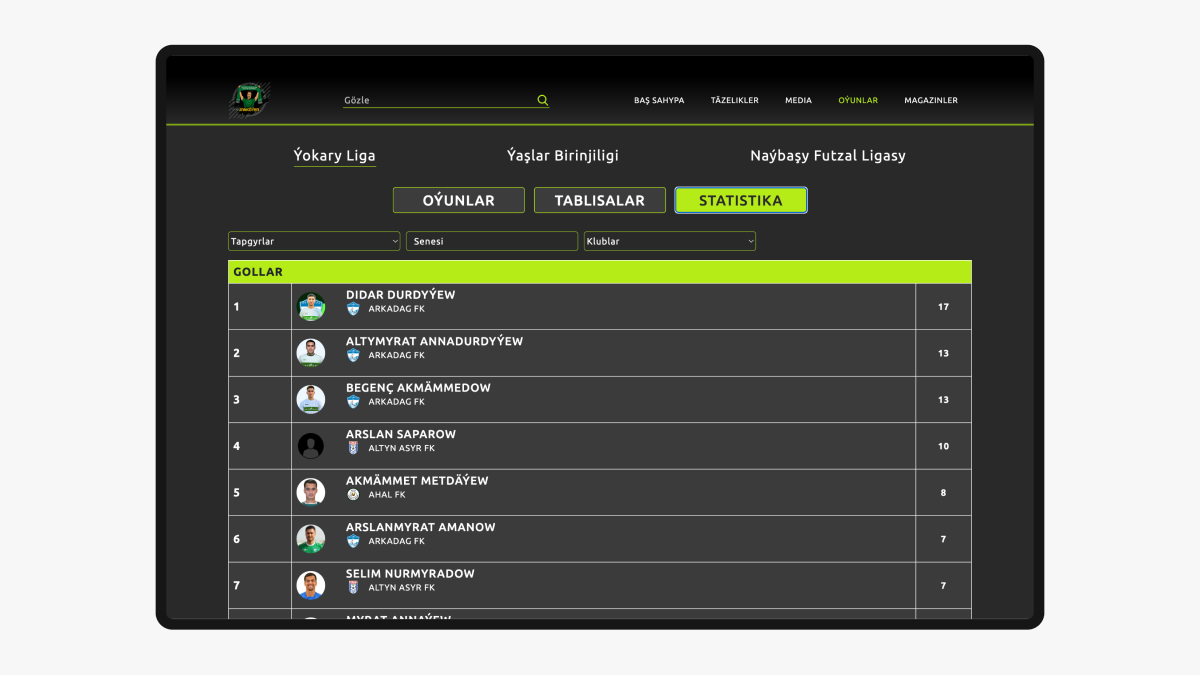 Gözle
BAŞ SAHYPA
TÄZELIKLER
MEDIA
OÝUNLAR
MAGAZINLER
Ýokary Liga
Ýaşlar Birinjiligi
Naýbaşy Futzal Ligasy
OÝUNLAR
TABLISALAR
STATISTIKA
Tapgyrlar
Senesi
Klublar
GOLLAR
1
DIDAR DURDYÝEW
ARKADAG FK
17
2
ALTYMYRAT ANNADURDYÝEW
ARKADAG FK
13
3
BEGENÇ AKMÄMMEDOW
ARKADAG FK
13
4
ARSLAN SAPAROW
ALTYN ASYR FK
10
5
AKMÄMMET METDÄÝEW
AHAL FK
8
6
ARSLANMYRAT AMANOW
ARKADAG FK
7
7
SELIM NURMYRADOW
ALTYN ASYR FK
7
MYRAT ANNAÝEW